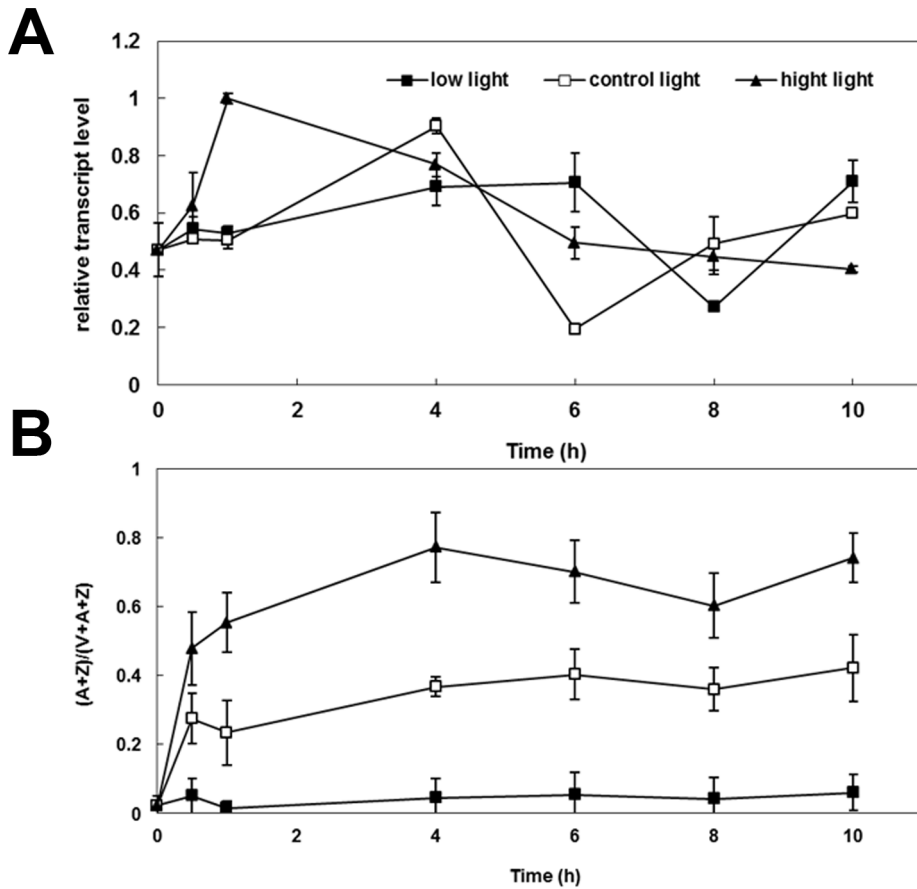 A
1.2
1
0.8
0.6
0.4
0.2
0
relative transcript level
low light control light hight light
0 2 4 6 8 10
Time (h)
B
1
0.8
0.6
0.4
0.2
0
(A+Z)/(V+A+Z)
0 2 4 6 8 10
Time (h)